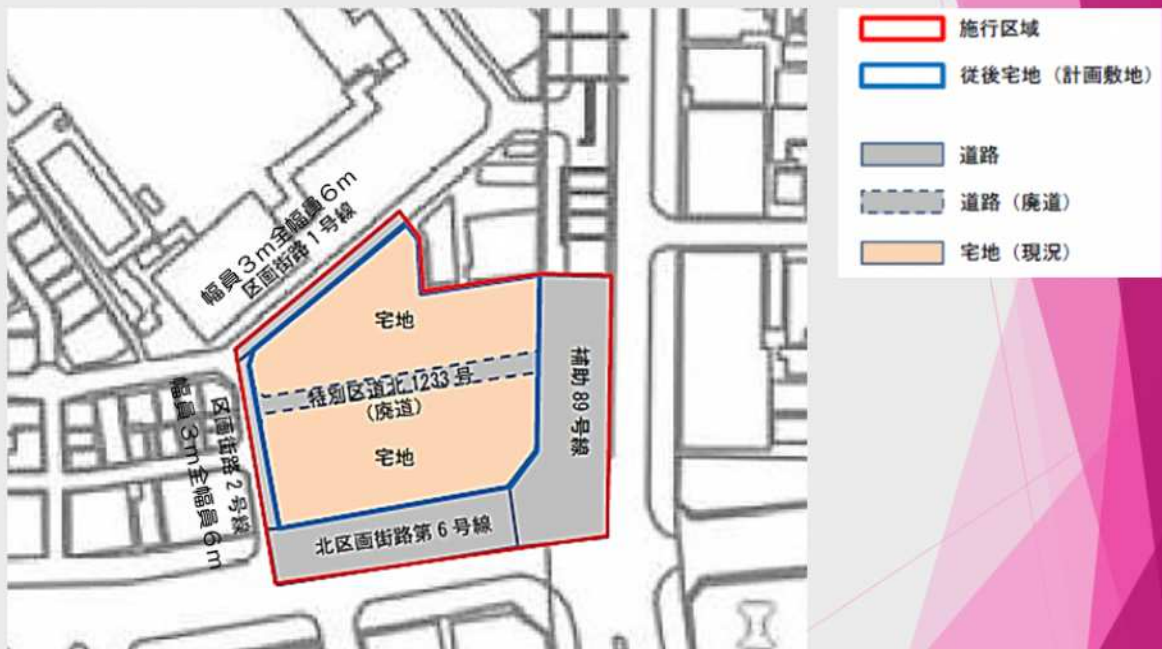 施行区域
従後宅地（計画敷地）
道路
道路（廃道）
宅地（現況）
幅員3m全幅員6m
区画街路1号線
宅地
特別区道北1233号
（廃道）
宅地
補助89号線
区画街路2号線
幅員3m全幅員6m
北区画街路第6号線